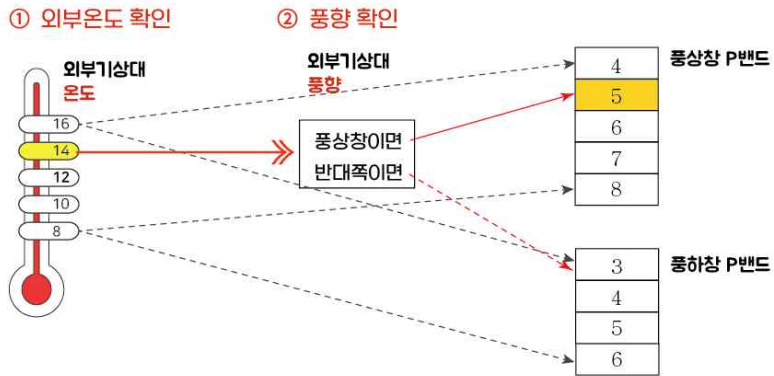 ① 외부온도 확인
② 풍향 확인
외부기상대
온도
16
14
12
10
8
외부기상대
풍향
풍상창이면
반대쪽이면
풍상창 P밴드
4
5
6
7
8
풍하창 P밴드
3
4
5
6